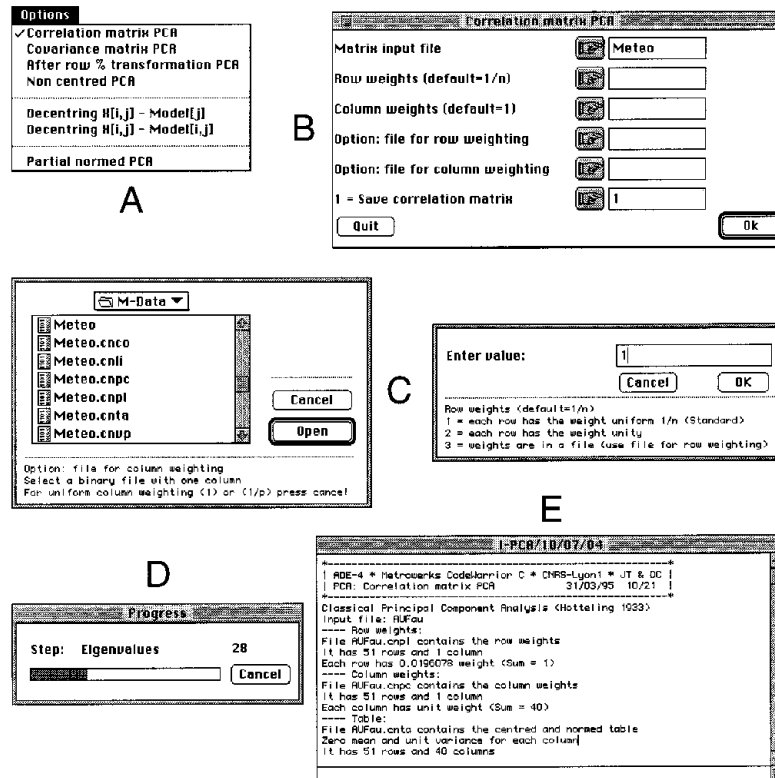 Options
✓Correlation matrix PCA
Covariance matrix PCA
After row % transformation PCA
Non centred PCA
Decentring X[i,j] - Model[j]
Decentring X[i,j] - Model[i,j]
Partial normed PCA
A
Correlation matrix PCA
Matrix input file
Meteo
Row weights (default=1/n)
Column weights (default=1)
Option: file for row weighting
Option: file for column weighting
1 = Save correlation matrix
1
Quit
Ok
B
M-Data
Meteo
Meteo.cnco
Meteo.cnli
Meteo.cnpc
Meteo.cnpl
Meteo.cnta
Meteo.cnvp
Cancel
Open
Option: file for column weighting
Select a binary file with one column
For uniform column weighting (1) or (1/p) press cancel
C
Enter value:
1
Cancel
OK
Row weights (default=1/n)
1 = each row has the weight uniform 1/n (Standard)
2 = each row has the weight unity
3 = weights are in a file (use file for row weighting)
D
Progress
Step: Eigenvalues 28
Cancel
E
I-PCA/10/07/04
*--------------------------------------------------------*
| ADE-4 * Metrowerks CodeWarrior C * CNRS-Lyon1 * JT & DC |
| PCA: Correlation matrix PCA 31/03/95 10/21 |
*--------------------------------------------------------*
Classical Principal Component Analysis (Hotteling 1933)
Input file: AUFau
---- Row weights:
File AUFau.cnpl contains the row weights
It has 51 rows and 1 column
Each row has 0.0196078 weight (Sum = 1)
---- Column weights:
File AUFau.cnpc contains the column weights
It has 51 rows and 1 column
Each column has unit weight (Sum = 40)
---- Table:
File AUFau.cnta contains the centred and normed table
Zero mean and unit variance for each column
It has 51 rows and 40 columns